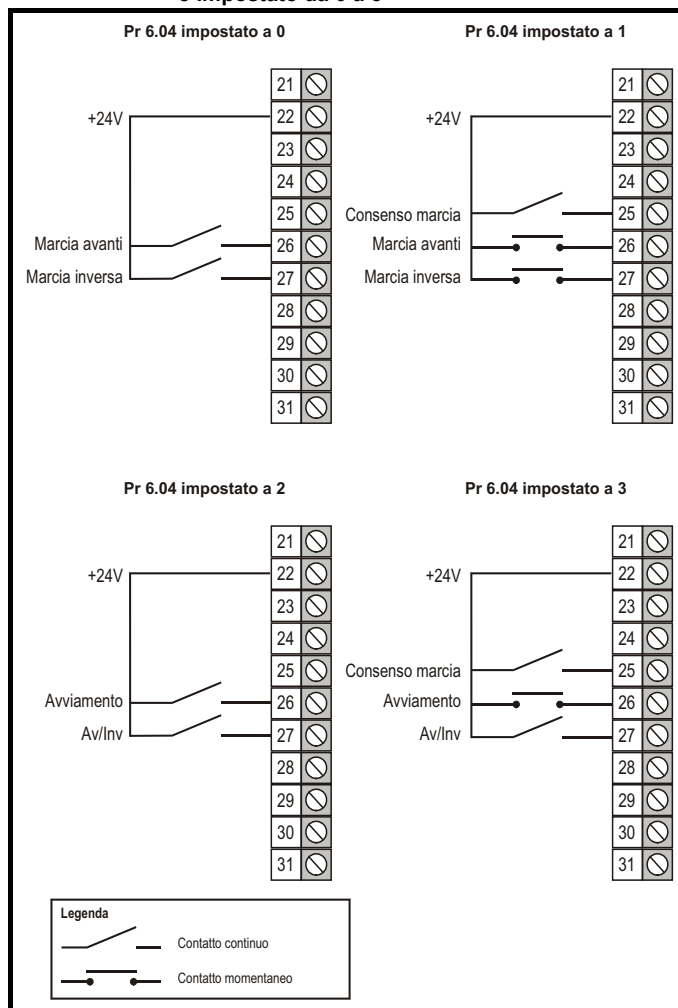 Pr 6.04 impostato a 0
21
+24V 22
23
24
25
Marcia avanti 26
Marcia inversa 27
28
29
30
31
Pr 6.04 impostato a 1
21
+24V 22
23
24
Consenso marcia 25
Marcia avanti 26
Marcia inversa 27
28
29
30
31
Pr 6.04 impostato a 2
21
+24V 22
23
24
25
Avviamento 26
Av/Inv 27
28
29
30
31
Pr 6.04 impostato a 3
21
+24V 22
23
24
Consenso marcia 25
Avviamento 26
Av/Inv 27
28
29
30
31
Legenda
Contatto continuo
Contatto momentaneo